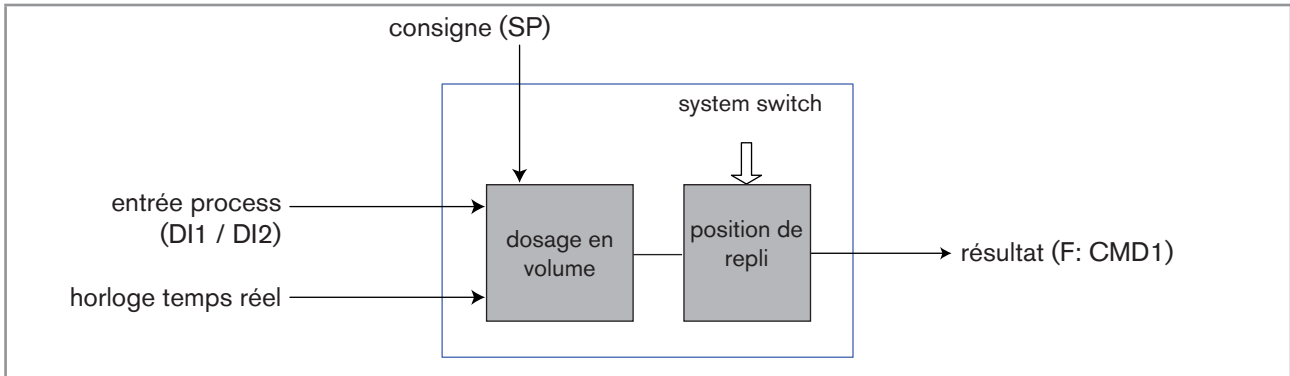 consigne (SP)
system switch
entrée process
(DI1 / DI2)
dosage en
volume
position de
repli
résultat (F: CMD1)
horloge temps réel